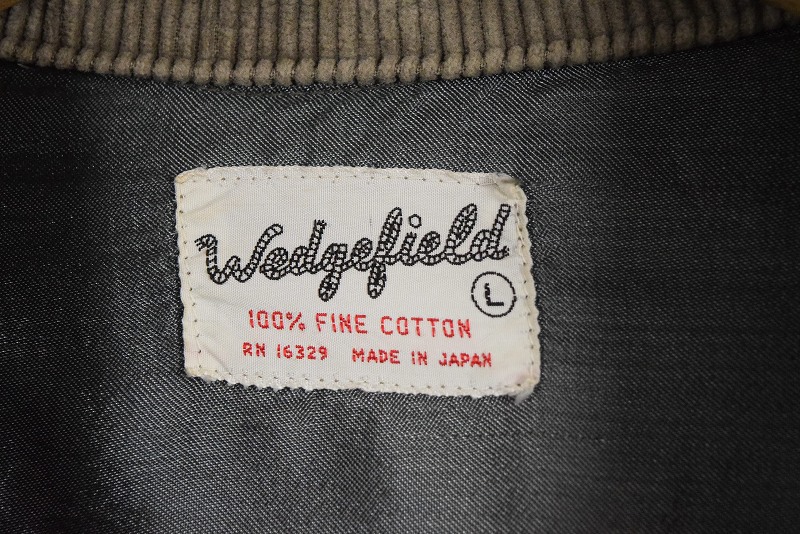 Wedgefield
L
100% FINE COTTON
RN 16329 MADE IN JAPAN